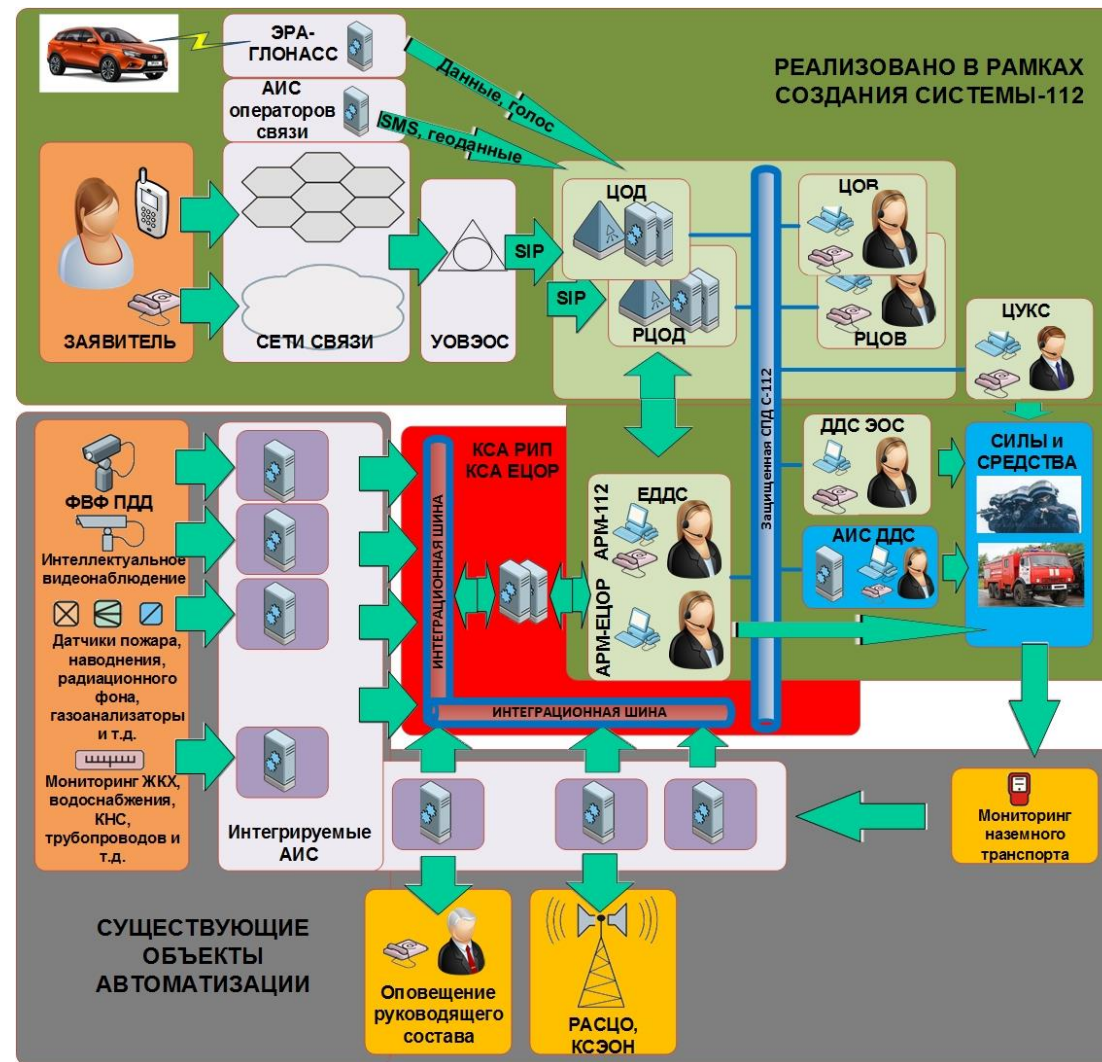 ЭРА-
ГЛОНАСС
АИС
операторов
связи
Данные, голос
SMS, геоданные
РЕАЛИЗОВАНО В РАМКАХ
СОЗДАНИЯ СИСТЕМЫ-112
ЗАЯВИТЕЛЬ
СЕТИ СВЯЗИ
УОВЭОС
SIP
SIP
ЦОД
РЦОД
ЦОВ
РЦОВ
ЦУКС
Защищенная СПД С-112
ФВФ ПДД
Интеллектуальное
видеонаблюдение
Датчики пожара,
наводнения,
радиационного
фона,
газоанализаторы
и т.д.
Мониторинг ЖКХ,
водоснабжения,
КНС,
трубопроводов и
т.д.
Интегрируемые
АИС
КСА РИП
КСА ЕЦОР
ИНТЕГРАЦИОННАЯ ШИНА
ИНТЕГРАЦИОННАЯ ШИНА
ЕДДС
АРМ-112
АРМ-ЕЦОР
ДДС ЭОС
АИС ДДС
СИЛЫ и
СРЕДСТВА
Мониторинг
наземного
транспорта
СУЩЕСТВУЮЩИЕ
ОБЪЕКТЫ
АВТОМАТИЗАЦИИ
Оповещение
руководящего
состава
РАСЦО,
КСЭОН